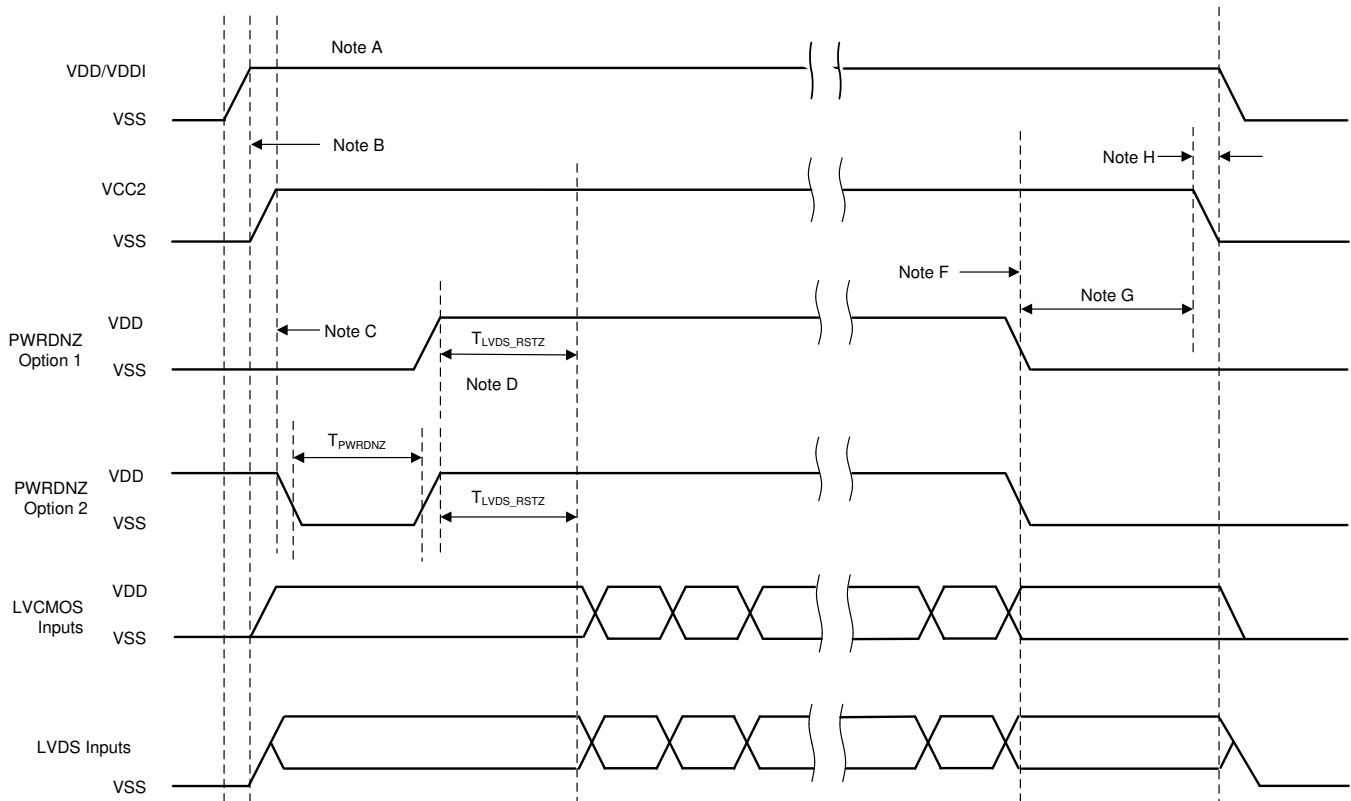 Note A
VDD/VDDI
VSS
Note B
Note H
VCC2
VSS
Note F
Note G
VDD
PWRDNZ
Option 1
Note C
TLVDS_RSTZ
VSS
Note D
TPWRDNZ
VDD
PWRDNZ
Option 2
TLVDS_RSTZ
VSS
VDD
LVCMOS
Inputs
VSS
LVDS Inputs
VSS